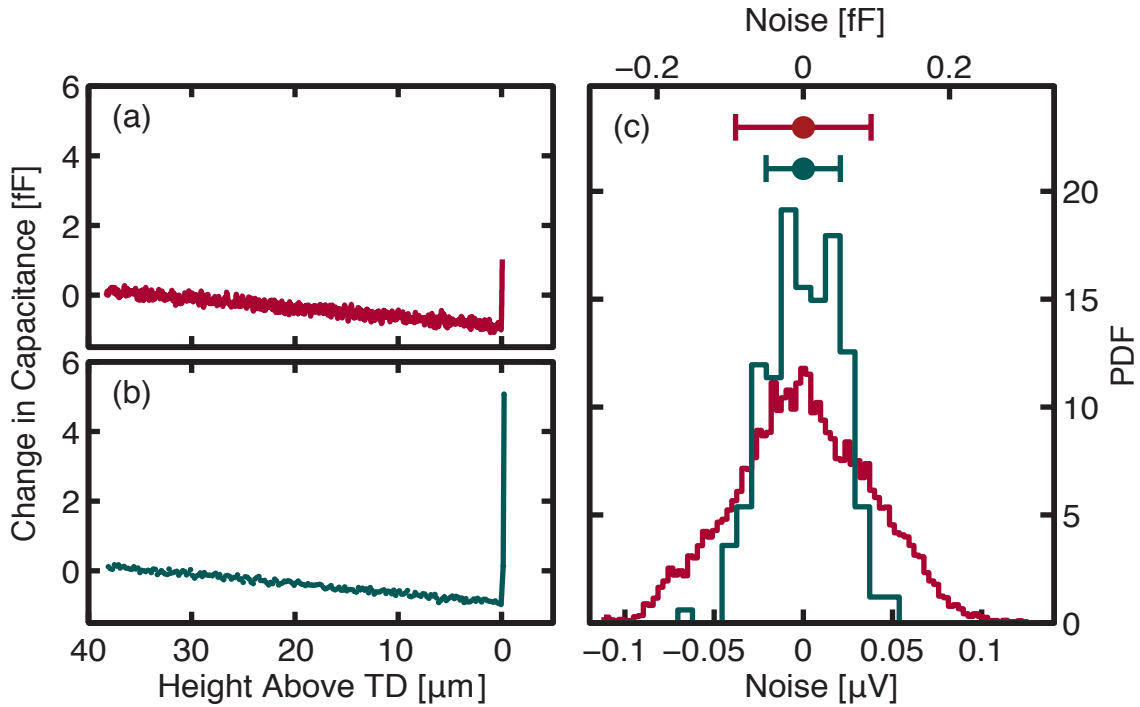 Noise [fF]
−0.2 0 0.2
6
4
2
0
(a)
6
4
2
0
(b)
40 30 20 10 0
Height Above TD [μm]
Change in Capacitance [fF]
(c)
20
15
10
5
0
PDF
−0.1 −0.05 0 0.05 0.1
Noise [μV]